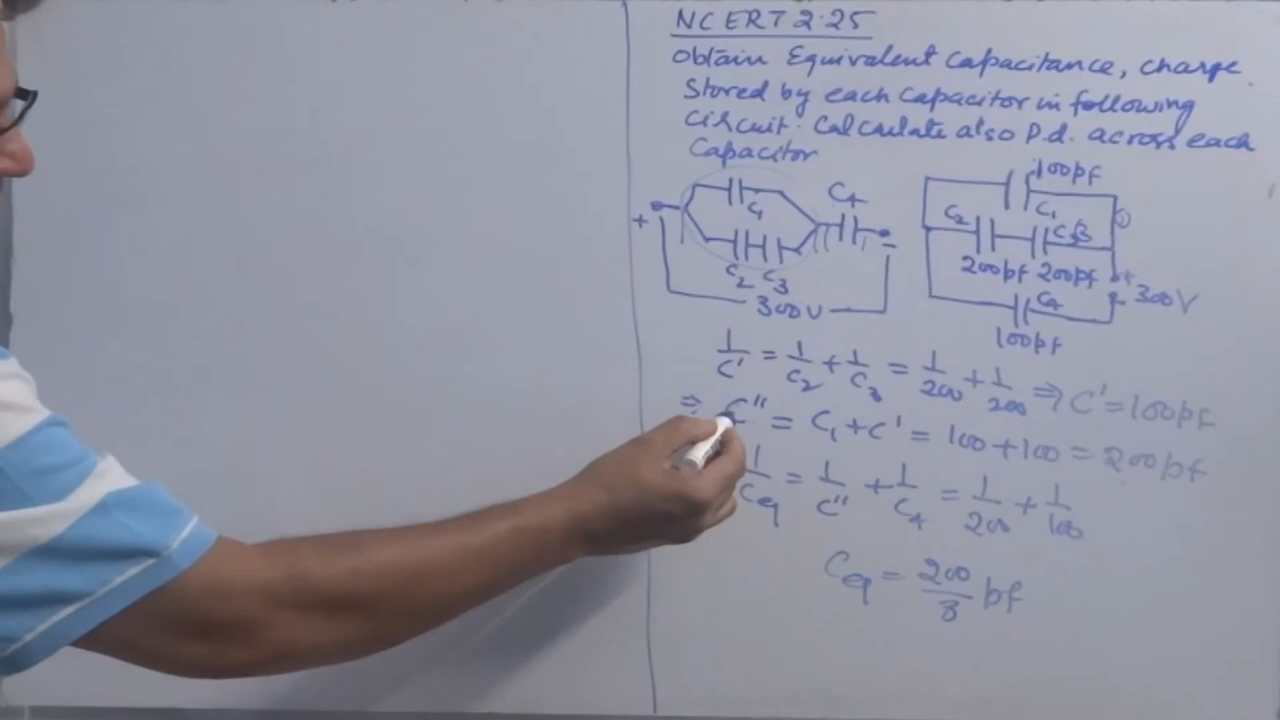 NCERT 2.25
Obtain Equivalent Capacitance, charge
stored by each capacitor in following
circuit. Calculate also P.d. across each
Capacitor
100pf
C1
C4
+
C2 C3
-
300V
C1
C2
C3
200pf 200pf
+
-
300V
C4
100pf
1/C' = 1/C2 + 1/C3 = 1/200 + 1/200 ⇒ C' = 100pf
⇒ C'' = C1 + C' = 100 + 100 = 200pf
1/Ceq = 1/C'' + 1/C4 = 1/200 + 1/100
Ceq = 200/3 pf